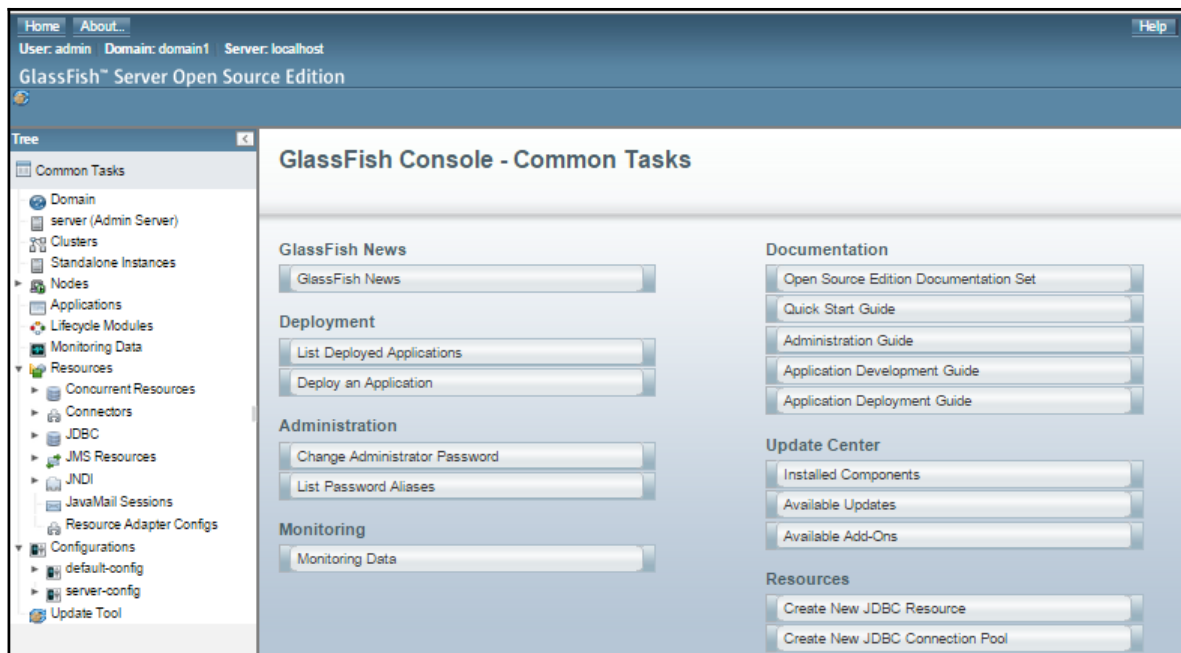 Home About... Help
User: admin Domain: domain1 Server: localhost
GlassFish™ Server Open Source Edition
Tree
Common Tasks
Domain
server (Admin Server)
Clusters
Standalone Instances
Nodes
Applications
Lifecycle Modules
Monitoring Data
Resources
Concurrent Resources
Connectors
JDBC
JMS Resources
JNDI
JavaMail Sessions
Resource Adapter Configs
Configurations
default-config
server-config
Update Tool
GlassFish Console - Common Tasks
GlassFish News
GlassFish News
Deployment
List Deployed Applications
Deploy an Application
Administration
Change Administrator Password
List Password Aliases
Monitoring
Monitoring Data
Documentation
Open Source Edition Documentation Set
Quick Start Guide
Administration Guide
Application Development Guide
Application Deployment Guide
Update Center
Installed Components
Available Updates
Available Add-Ons
Resources
Create New JDBC Resource
Create New JDBC Connection Pool